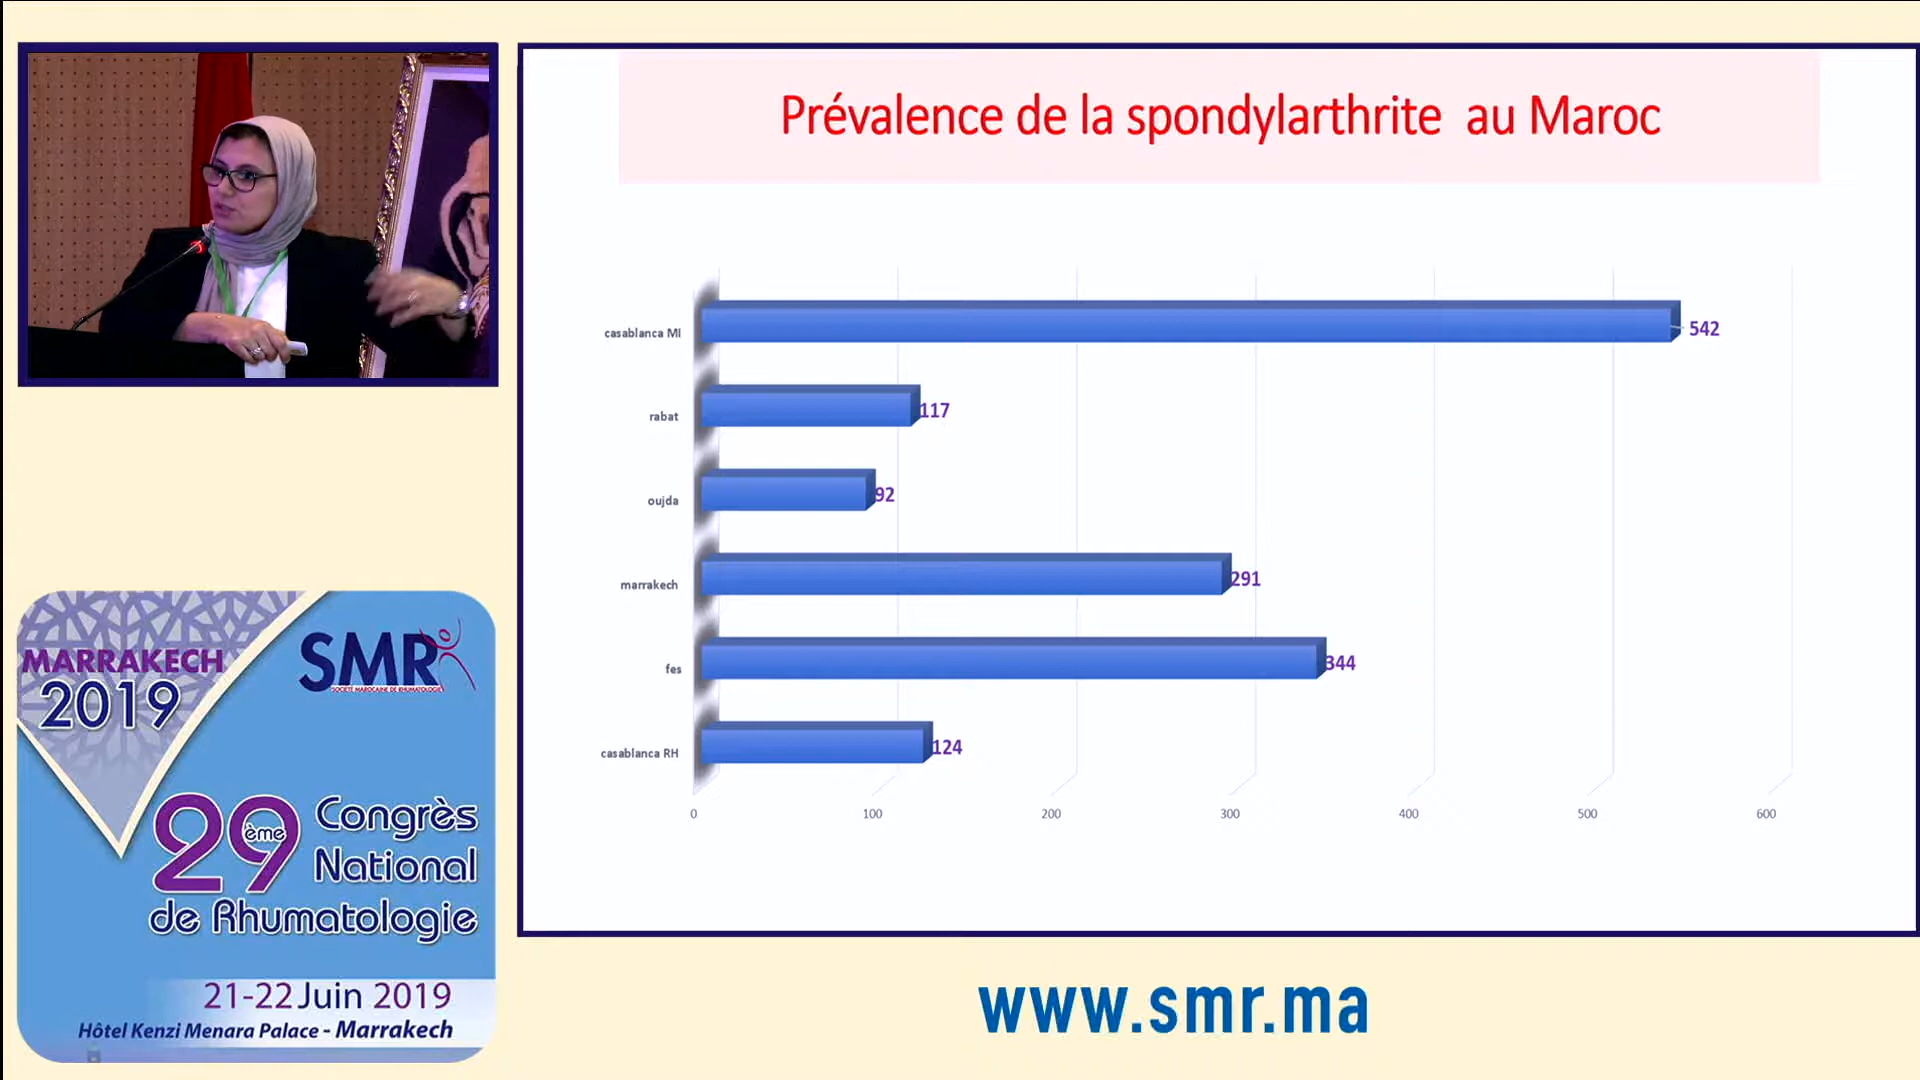 Prévalence de la spondylarthrite au Maroc
casablanca MI
542
rabat
117
oujda
92
marrakech
291
fes
344
casablanca RH
124
0 100 200 300 400 500 600
MARRAKECH
2019
SMR
SOCIÉTÉ MAROCAINE DE RHUMATOLOGIE
29ème Congrès
National
de Rhumatologie
21-22 Juin 2019
Hôtel Kenzi Menara Palace - Marrakech
www.smr.ma